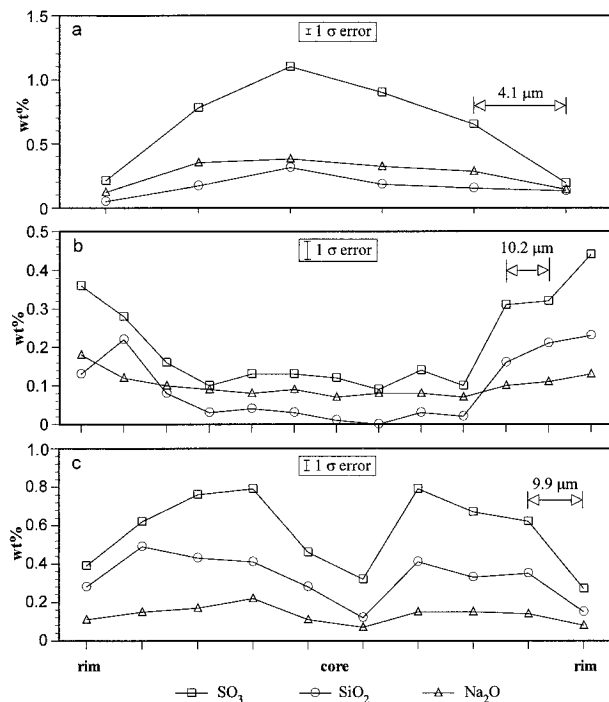 a
1 σ error
4.1 μm
wt%
1.5
1.0
0.5
0
b
1 σ error
10.2 μm
wt%
0.5
0.4
0.3
0.2
0.1
0
c
1 σ error
9.9 μm
wt%
1.0
0.8
0.6
0.4
0.2
0
rim core rim
SO₃ SiO₂ Na₂O